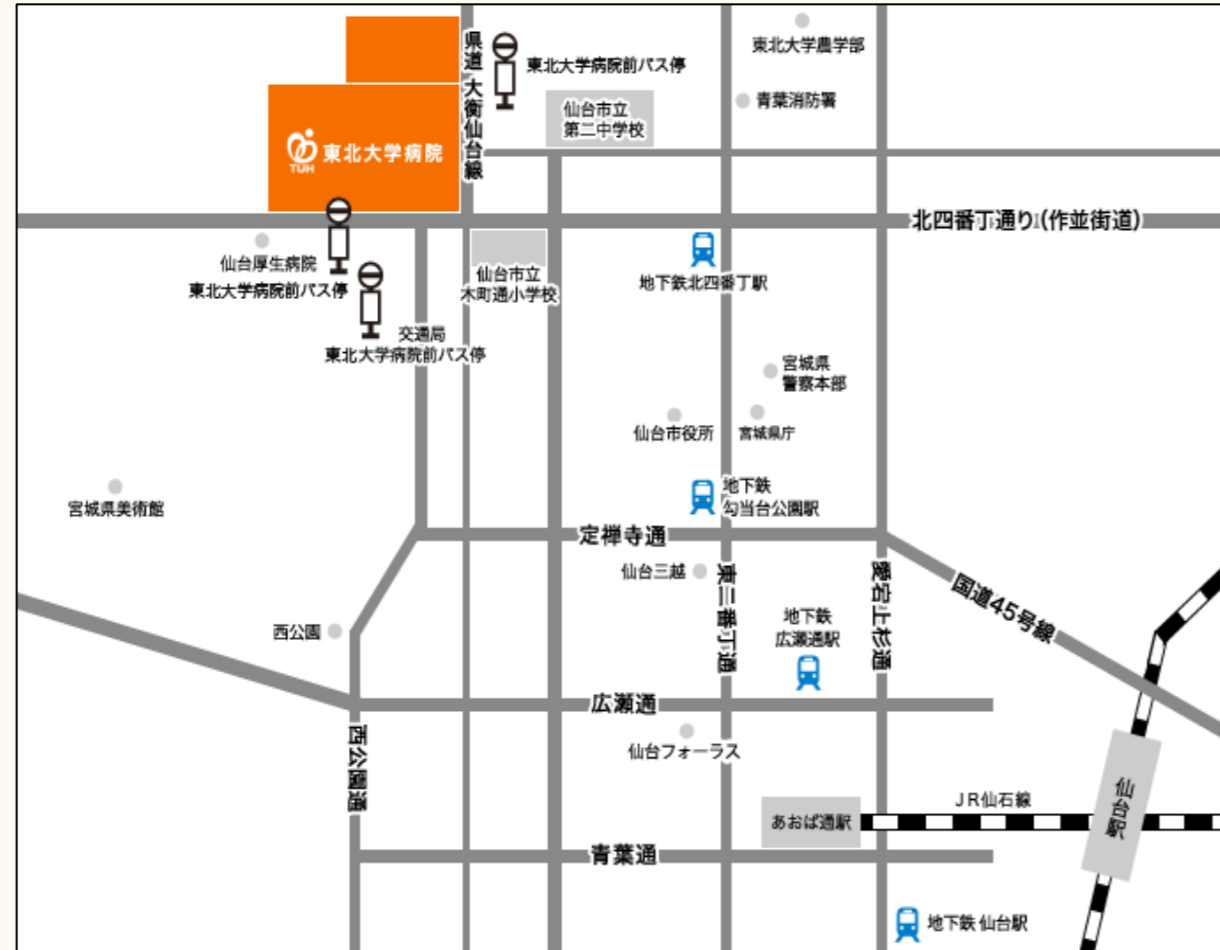 県道 大衡仙台線
東北大学病院前バス停
東北大学農学部
青葉消防署
仙台市立
第二中学校
TUH
東北大学病院
北四番丁通り(作並街道)
仙台厚生病院
東北大学病院前バス停
仙台市立
木町通小学校
地下鉄北四番丁駅
交通局
東北大学病院前バス停
宮城県
警察本部
仙台市役所
宮城県庁
宮城県美術館
地下鉄
勾当台公園駅
定禅寺通
仙台三越
東二番丁通
愛宕上杉通
国道45号線
西公園
地下鉄
広瀬通駅
広瀬通
西公園通
仙台フォーラス
JR仙石線
あおば通駅
仙台駅
青葉通
地下鉄 仙台駅